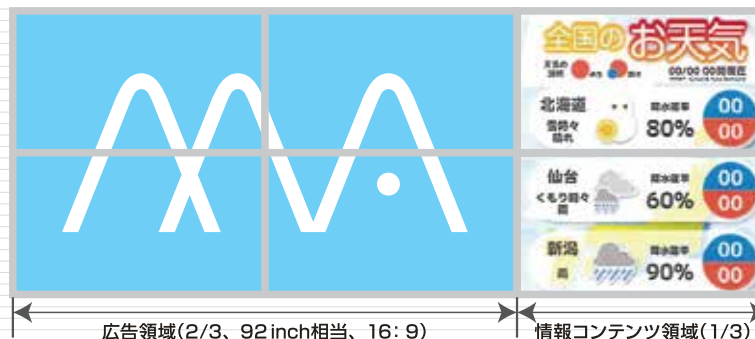 全国のお天気
00/00 00時現在
北海道
雪時々
晴れ
降水確率
80%
00
00
仙台
くもり時々
雨
降水確率
60%
00
00
新潟
雨
降水確率
90%
00
00
広告領域(2/3、92inch相当、16:9)
情報コンテンツ領域(1/3)